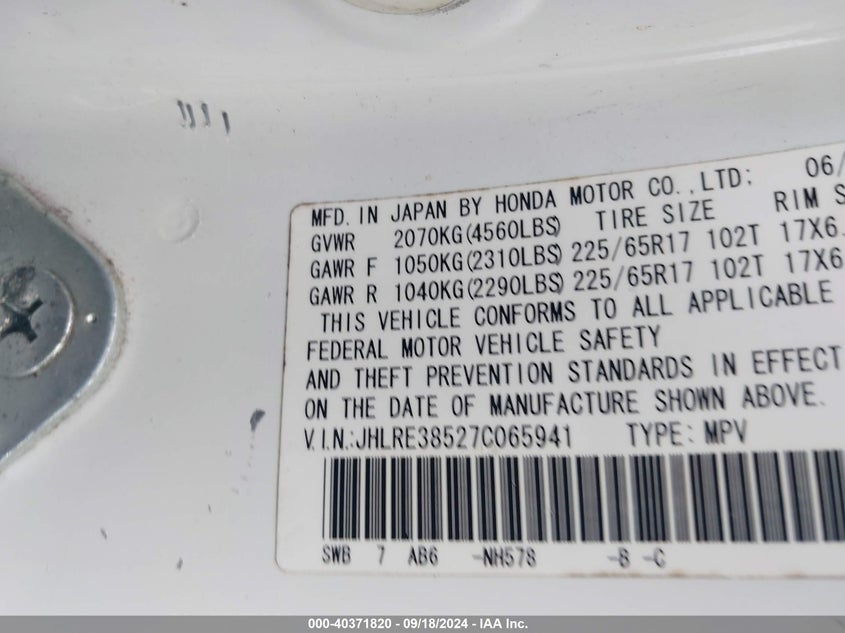 MFD. IN JAPAN BY HONDA MOTOR CO.,LTD; 06/
GVWR 2070KG(4560LBS) TIRE SIZE RIM S
GAWR F 1050KG(2310LBS) 225/65R17 102T 17X6.
GAWR R 1040KG(2290LBS) 225/65R17 102T 17X6
THIS VEHICLE CONFORMS TO ALL APPLICABLE
FEDERAL MOTOR VEHICLE SAFETY
AND THEFT PREVENTION STANDARDS IN EFFECT
ON THE DATE OF MANUFACTURE SHOWN ABOVE.
V.I.N.:JHLRE38527C065941 TYPE: MPV
SWB 7 AB6 -NH578 -B -C
000-40371820 - 09/18/2024 - IAA Inc.